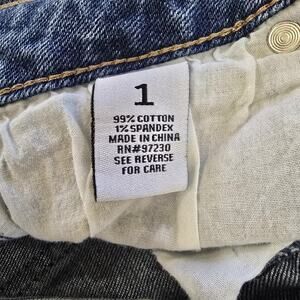 1
99% COTTON
1% SPANDEX
MADE IN CHINA
RN#97230
SEE REVERSE
FOR CARE